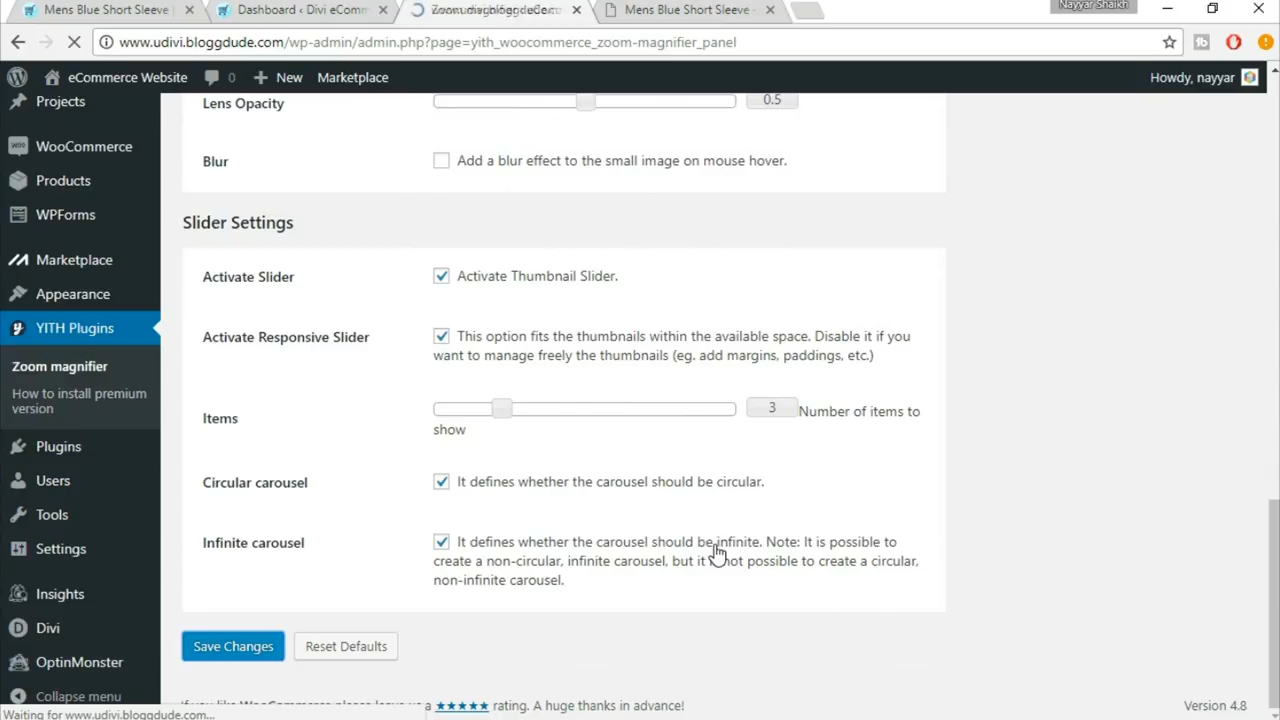 Mens Blue Short Sleeve
Dashboard ‹ Divi eComm
Mens Blue Short Sleeve -
Nayyar Shaikh
www.udivi.bloggdude.com/wp-admin/admin.php?page=yith_woocommerce_zoom-magnifier_panel
eCommerce Website
0
New
Marketplace
Howdy, nayyar
Projects
WooCommerce
Products
WPForms
Marketplace
Appearance
YITH Plugins
Zoom magnifier
How to install premium
version
Plugins
Users
Tools
Settings
Insights
Divi
OptinMonster
Collapse menu
Lens Opacity
0.5
Blur
Add a blur effect to the small image on mouse hover.
Slider Settings
Activate Slider
Activate Thumbnail Slider.
Activate Responsive Slider
This option fits the thumbnails within the available space. Disable it if you
want to manage freely the thumbnails (eg. add margins, paddings, etc.)
Items
3
Number of items to
show
Circular carousel
It defines whether the carousel should be circular.
Infinite carousel
It defines whether the carousel should be infinite. Note: It is possible to
create a non-circular, infinite carousel, but it not possible to create a circular,
non-infinite carousel.
Save Changes
Reset Defaults
If you like WooCommerce please leave us a ★★★★★ rating. A huge thanks in advance!
Version 4.8
Waiting for www.udivi.bloggdude.com...